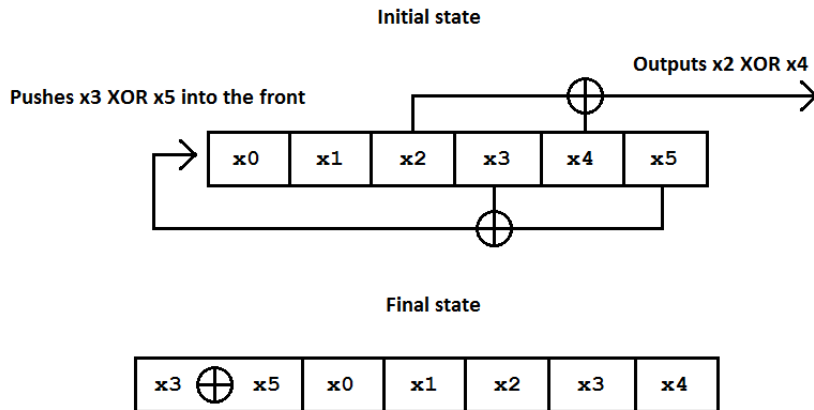 Initial state
Outputs x2 XOR x4
Pushes x3 XOR x5 into the front
x0 x1 x2 x3 x4 x5
Final state
x3 ⊕ x5 x0 x1 x2 x3 x4